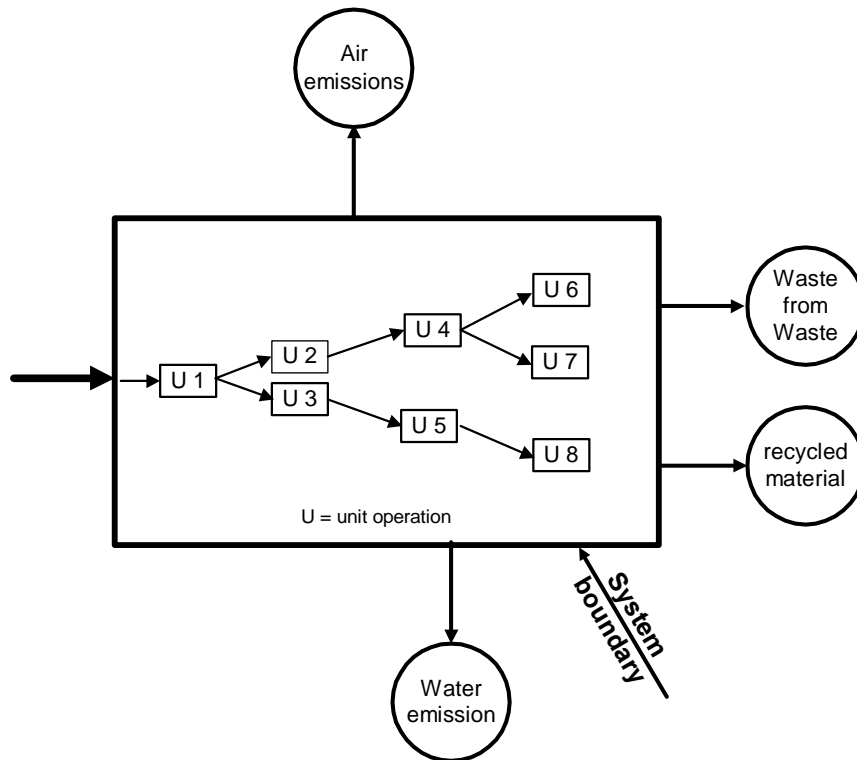 Air
emissions
Waste
from
Waste
U 6
U 4
U 2
U 7
U 1
U 3
U 5
U 8
recycled
material
U = unit operation
System
boundary
Water
emission